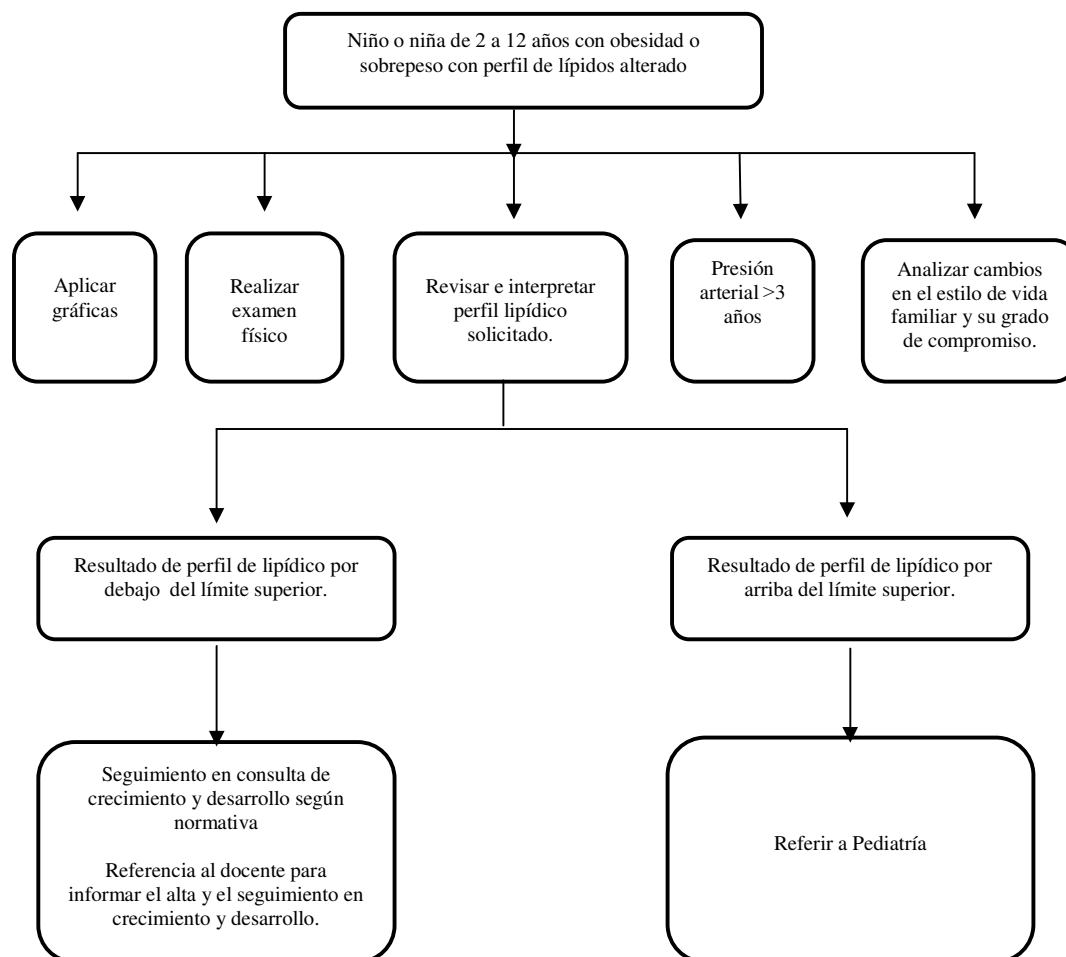 Niño o niña de 2 a 12 años con obesidad o
sobrepeso con perfil de lípidos alterado
Aplicar
gráficas
Realizar
examen
físico
Revisar e interpretar
perfil lipídico
solicitado.
Presión
arterial >3
años
Analizar cambios
en el estilo de vida
familiar y su grado
de compromiso.
Resultado de perfil de lipídico por
debajo del límite superior.
Resultado de perfil de lipídico por
arriba del límite superior.
Seguimiento en consulta de
crecimiento y desarrollo según
normativa
Referencia al docente para
informar el alta y el seguimiento en
crecimiento y desarrollo.
Referir a Pediatría